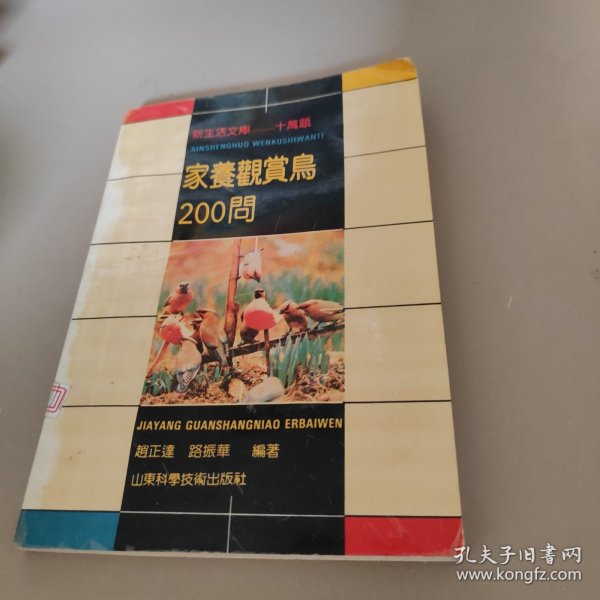 新生活文庫——十萬題
XINSHENGHUO WENKUSHIWANTI
家養觀賞鳥
200問
JIAYANG GUANSHANGNIAO ERBAIWEN
趙正達 路振華 編著
山東科學技術出版社
孔夫子旧書网
www.kongfz.com